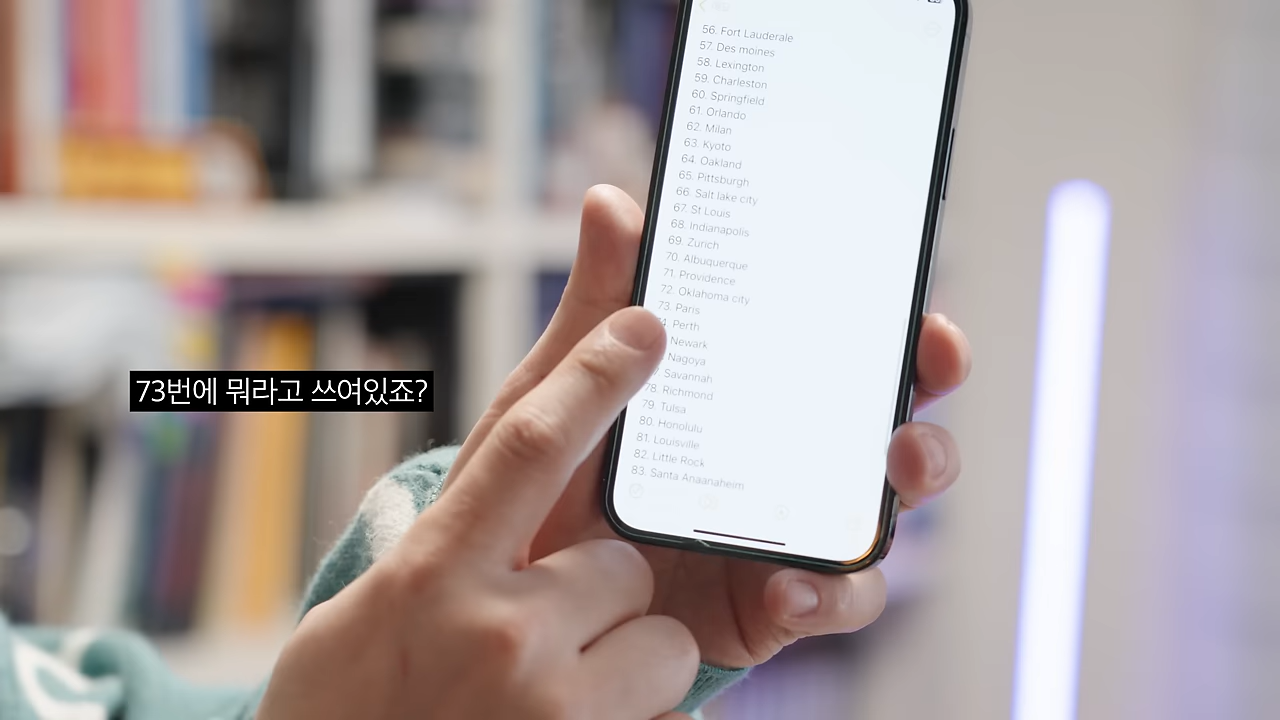 56. Fort Lauderale
57. Des moines
58. Lexington
59. Charleston
60. Springfield
61. Orlando
62. Milan
63. Kyoto
64. Oakland
65. Pittsburgh
66. Salt lake city
67. St Louis
68. Indianapolis
69. Zurich
70. Albuquerque
71. Providence
72. Oklahoma city
73. Paris
Perth
Newark
Nagoya
Savannah
78. Richmond
79. Tulsa
80. Honolulu
81. Louisville
82. Little Rock
83. Santa Anaanaheim
73번에 뭐라고 쓰여있죠?